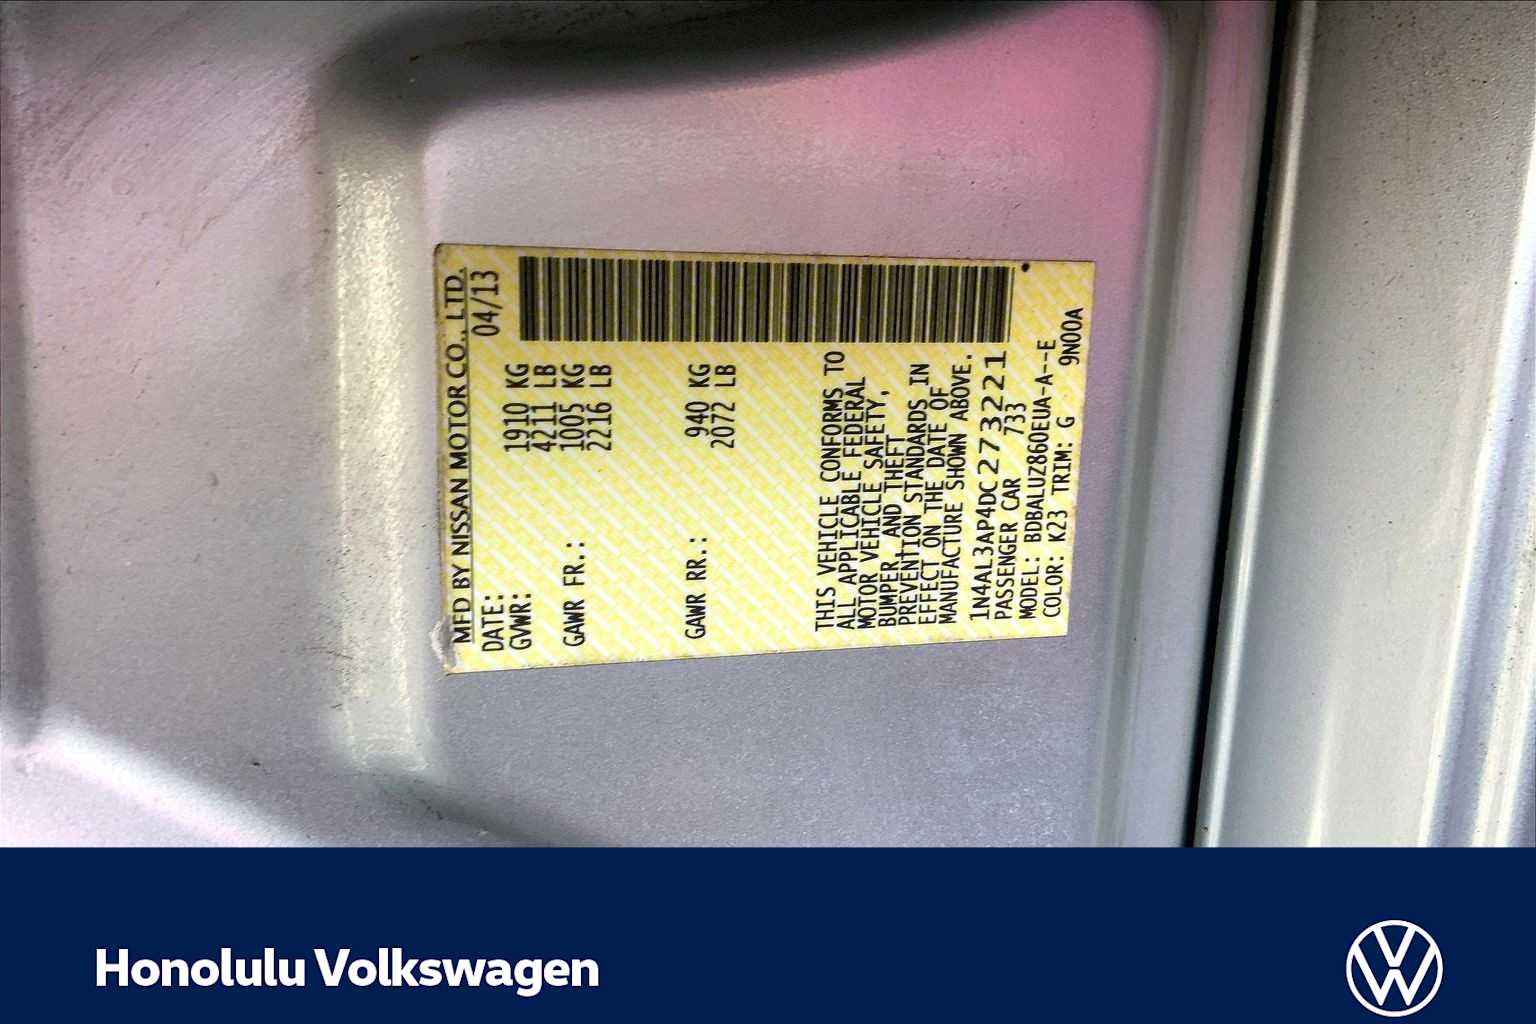 MFD BY NISSAN MOTOR CO., LTD.
DATE: 04/13
GVWR: 1910 KG
4211 LB
GAWR FR.: 1005 KG
2216 LB
GAWR RR.: 940 KG
2072 LB
THIS VEHICLE CONFORMS TO
ALL APPLICABLE FEDERAL
MOTOR VEHICLE SAFETY,
BUMPER AND THEFT
PREVENTION STANDARDS IN
EFFECT ON THE DATE OF
MANUFACTURE SHOWN ABOVE.
1N4AL3AP4DC273221
PASSENGER CAR 733
MODEL: BDBALUZ860EUA-A--E
COLOR: K23 TRIM: G 9N00A
Honolulu Volkswagen